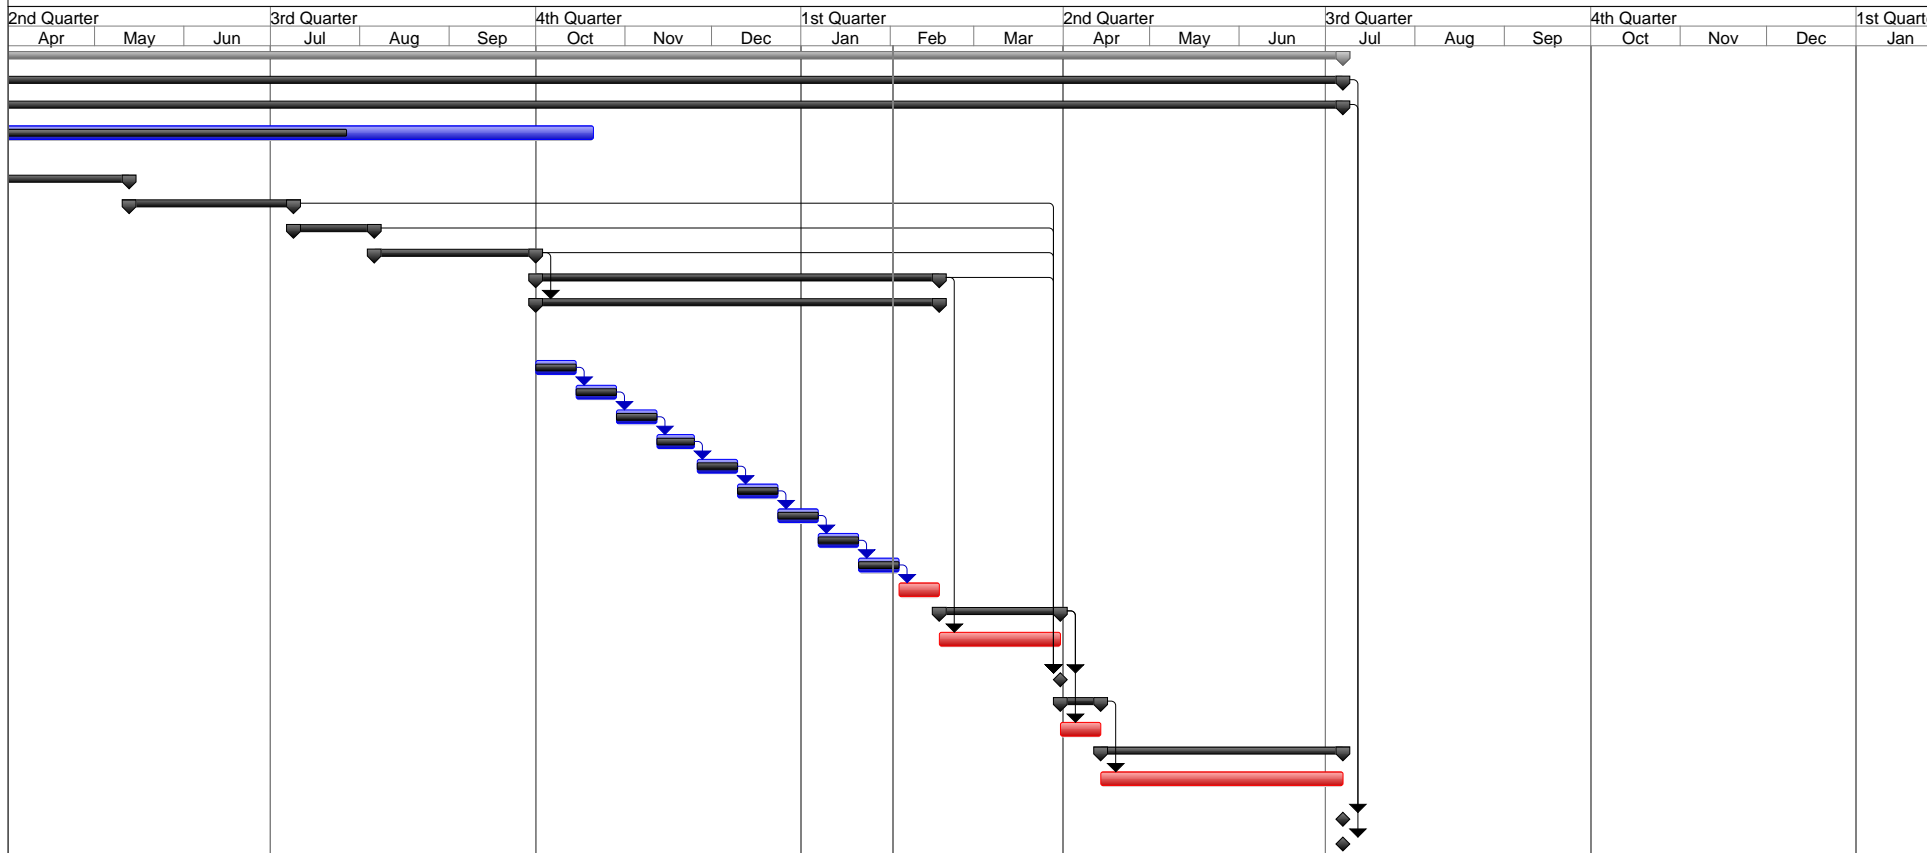 2nd Quarter 3rd Quarter 4th Quarter 1st Quarter 2nd Quarter 3rd Quarter 4th Quarter 1st Quart
Apr May Jun Jul Aug Sep Oct Nov Dec Jan Feb Mar Apr May Jun Jul Aug Sep Oct Nov Dec Jan